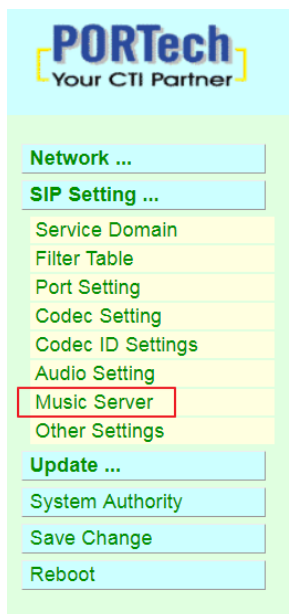 PORTech
Your CTI Partner
Network ...
SIP Setting ...
Service Domain
Filter Table
Port Setting
Codec Setting
Codec ID Settings
Audio Setting
Music Server
Other Settings
Update ...
System Authority
Save Change
Reboot